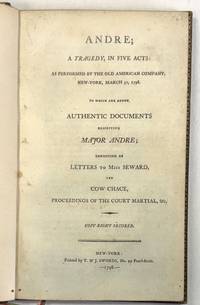 ANDRE;
A TRAGEDY, IN FIVE ACTS:
AS PERFORMED BY THE OLD AMERICAN COMPANY,
NEW-YORK, MARCH 30, 1798.
TO WHICH ARE ADDED,
AUTHENTIC DOCUMENTS
RESPECTING
MAJOR ANDRE;
CONSISTING OF
LETTERS TO MISS SEWARD,
THE
COW CHACE,
PROCEEDINGS OF THE COURT MARTIAL, &c.
COPY RIGHT SECURED.
NEW-YORK:
Printed by T. & J. SWORDS, No. 99 Pearl-street.
—1798.—